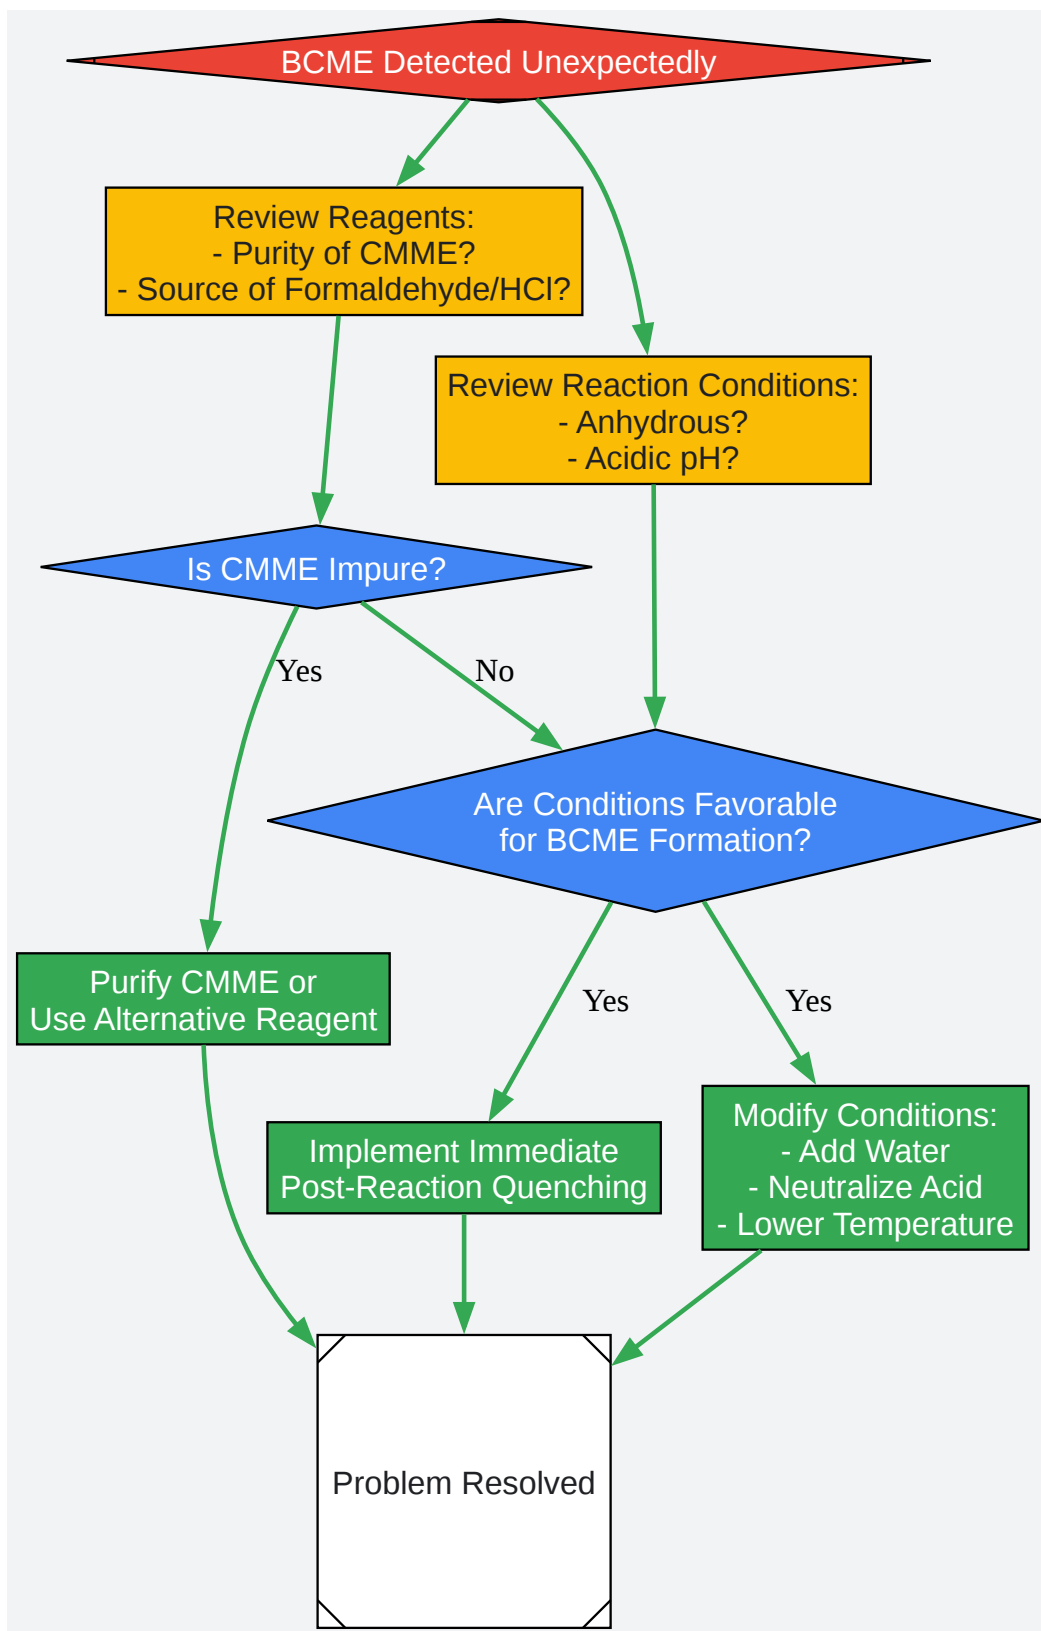 BCME Detected Unexpectedly
Review Reagents:
- Purity of CMME?
- Source of Formaldehyde/HCl?
Review Reaction Conditions:
- Anhydrous?
- Acidic pH?
Is CMME Impure?
Yes
No
Are Conditions Favorable
for BCME Formation?
Purify CMME or
Use Alternative Reagent
Yes
Yes
Implement Immediate
Post-Reaction Quenching
Modify Conditions:
- Add Water
- Neutralize Acid
- Lower Temperature
Problem Resolved